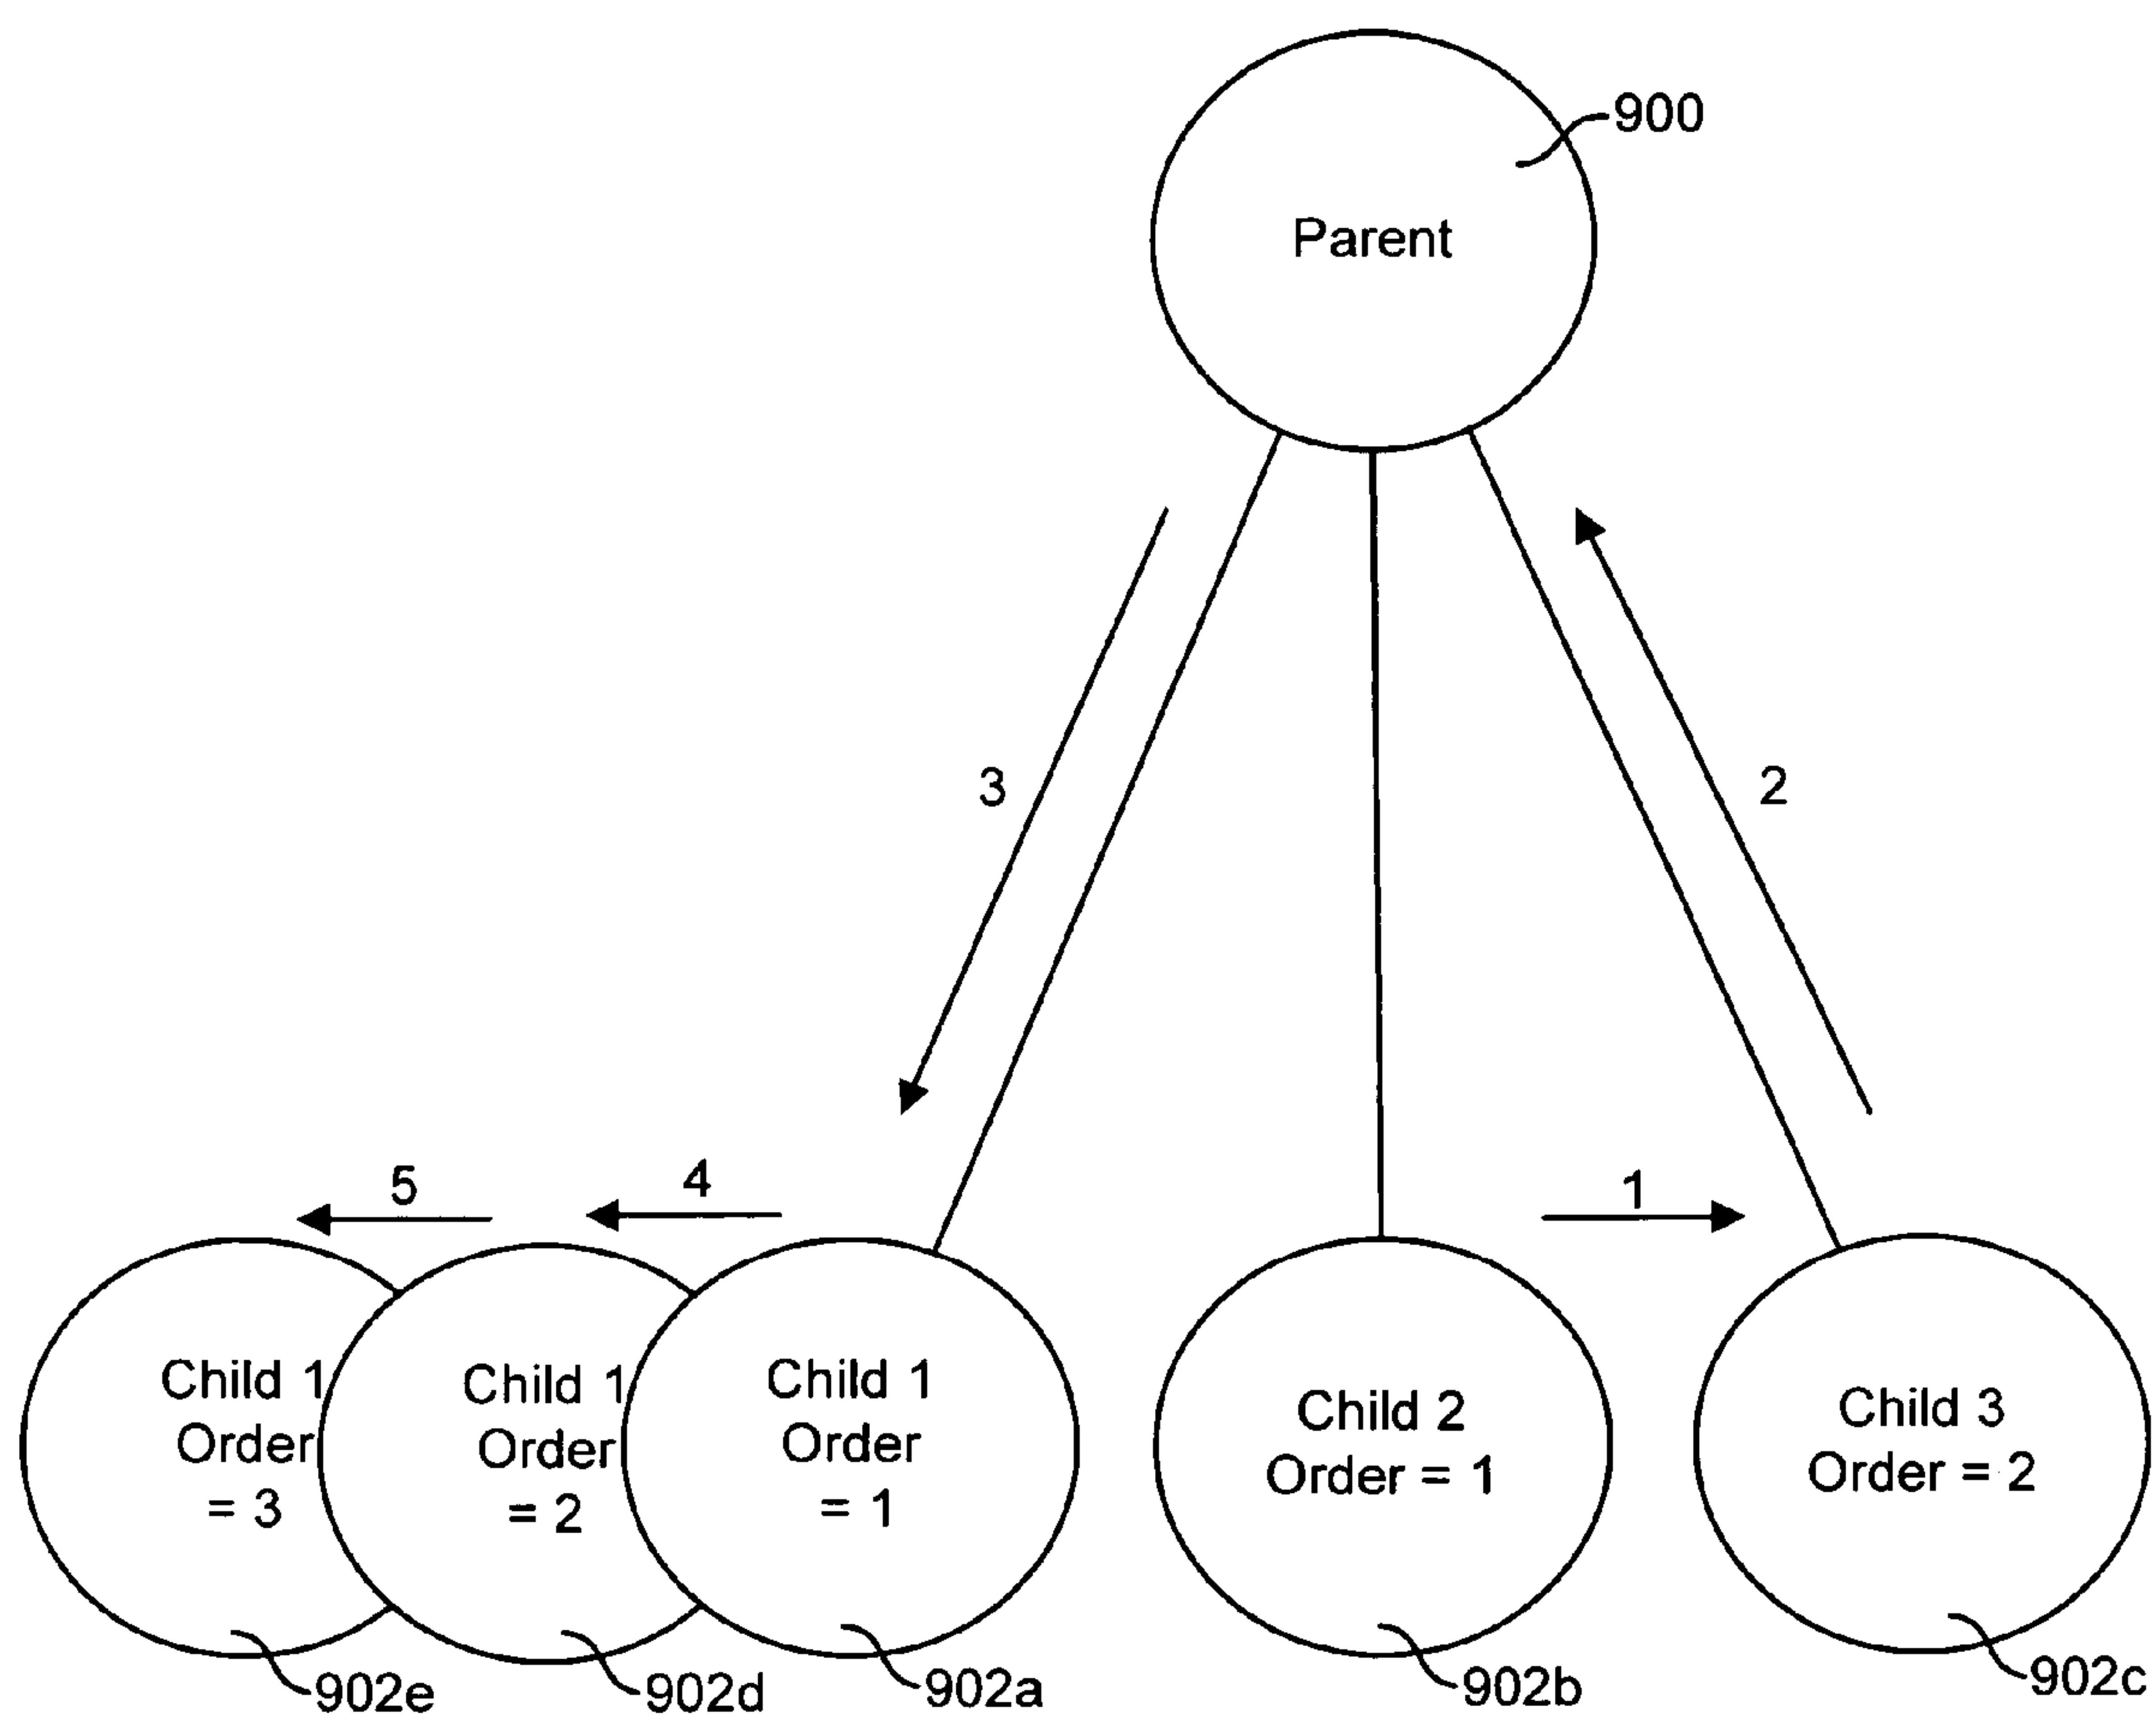 900
Parent
3
2
5
4
1
Child 1
Order
= 3
Child 1
Order
= 2
Child 1
Order
= 1
Child 2
Order = 1
Child 3
Order = 2
902e
902d
902a
902b
902c